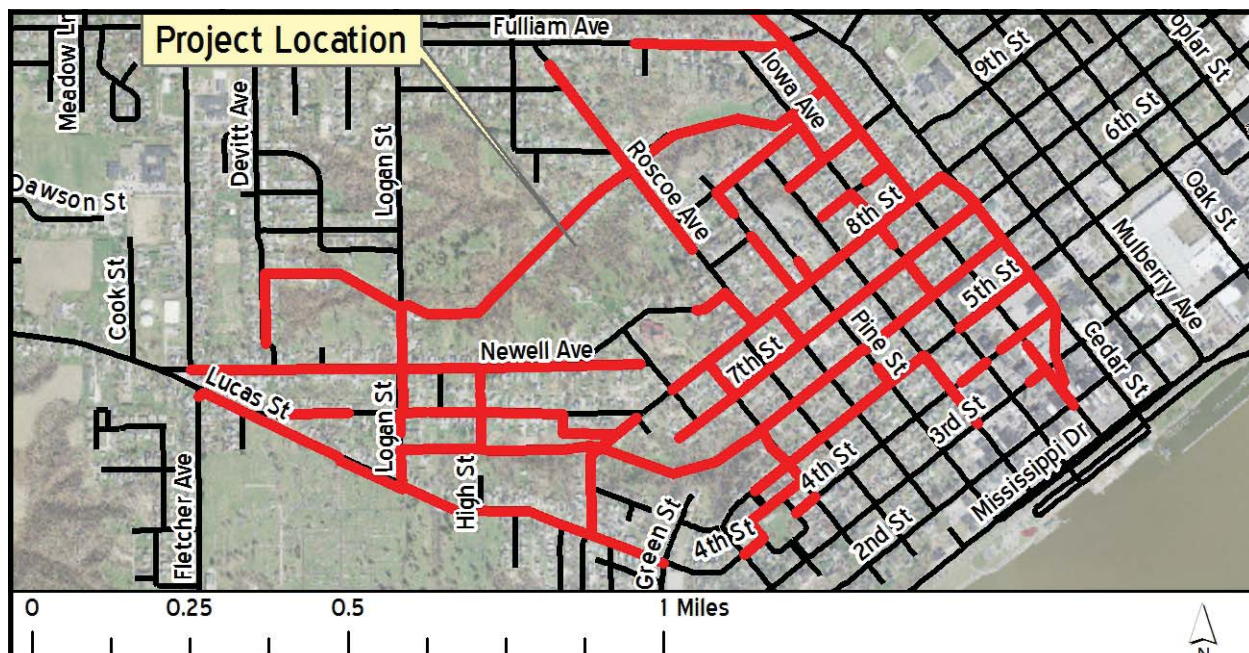 Fulliam Ave
Project Location
Meadow Ln
Devitt Ave
Logan St
Iowa Ave
9th St
6th St
oplar St
Roscoe Ave
Dawson St
8th St
Oak St
Mulberry Ave
Cook St
5th St
Pine St
Cedar St
Newell Ave
7th St
Lucas St
Logan St
High St
3rd St
4th St
Mississippi Dr
Fletcher Ave
Green St
4th St
2nd St
0 0.25 0.5 1 Miles
N